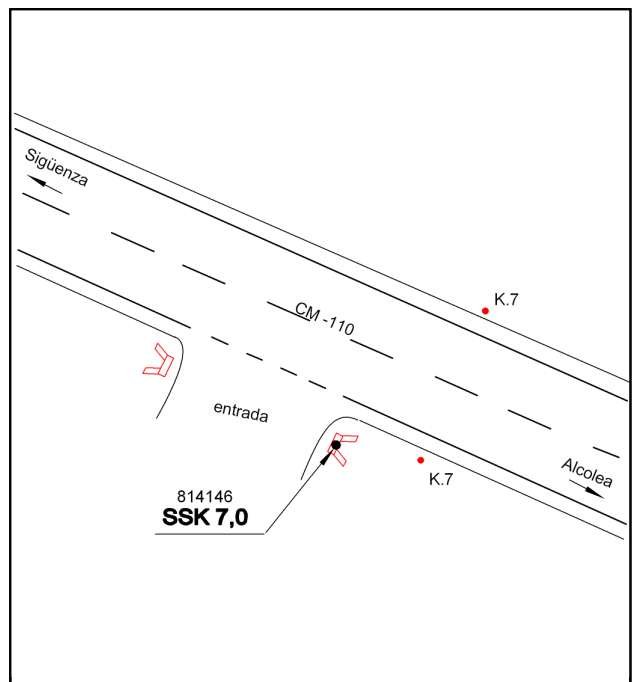 Sigüenza
K.7
CM -110
entrada
Alcolea
K.7
814146
SSK 7,0